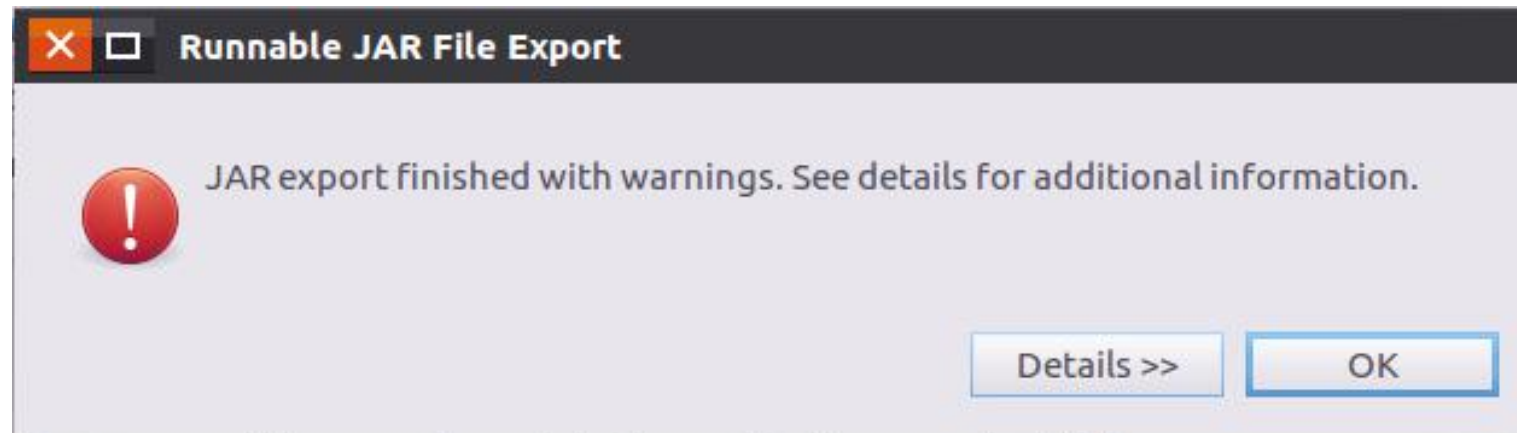 Runnable JAR File Export
JAR export finished with warnings. See details for additional information.
Details >>
OK